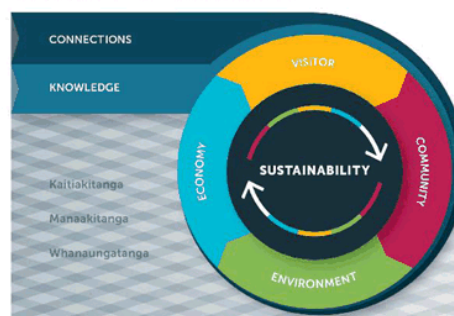 CONNECTIONS
KNOWLEDGE
Kaitiakitanga
Manaakitanga
Whanaungatanga
VISITOR
ECONOMY
SUSTAINABILITY
COMMUNITY
ENVIRONMENT